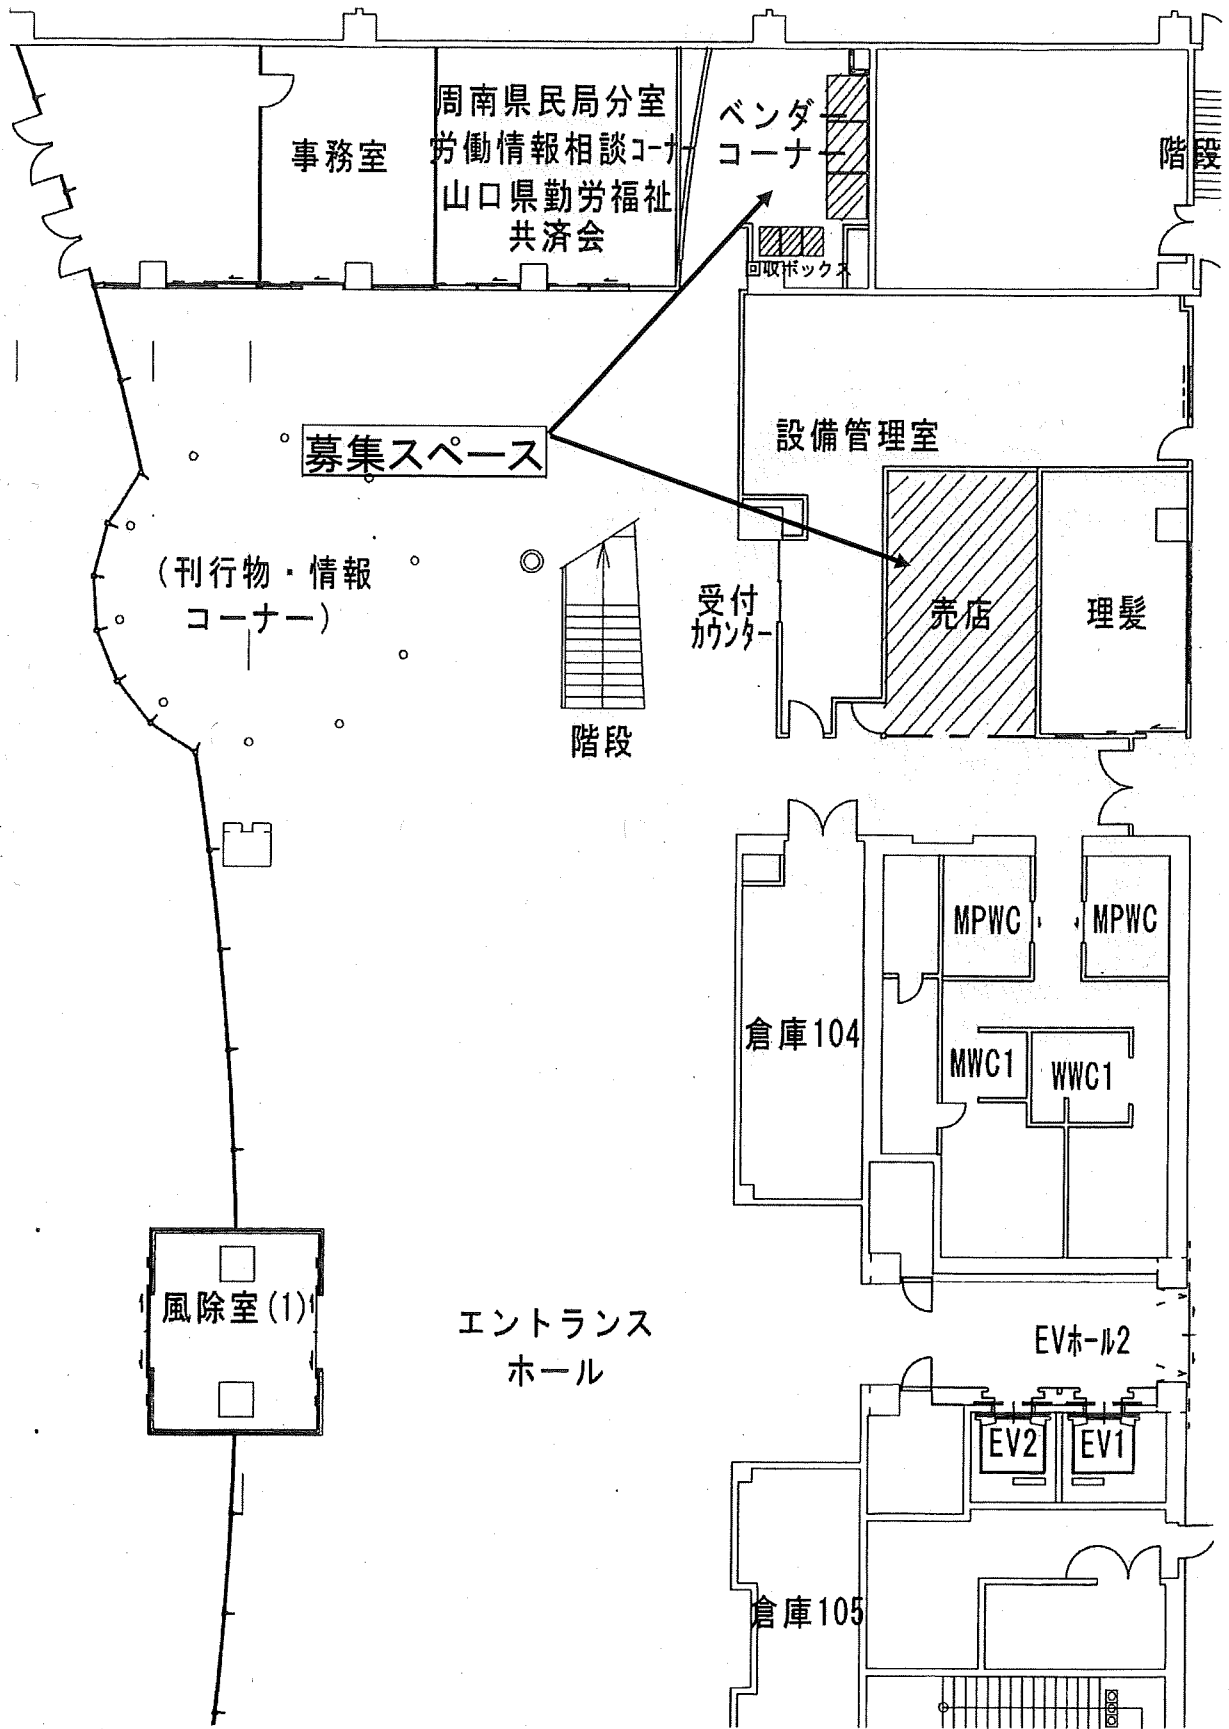 周南県民局分室
労働情報相談コーナー
山口県勤労福祉
共済会
事務室
ベンダー
コーナー
階段
回収ボックス
募集スペース
設備管理室
(刊行物・情報
コーナー)
受付
カウンター
売店
理髪
階段
MPWC
MPWC
倉庫104
MWC1
WWC1
風除室(1)
エントランス
ホール
EVホール2
EV2
EV1
倉庫105